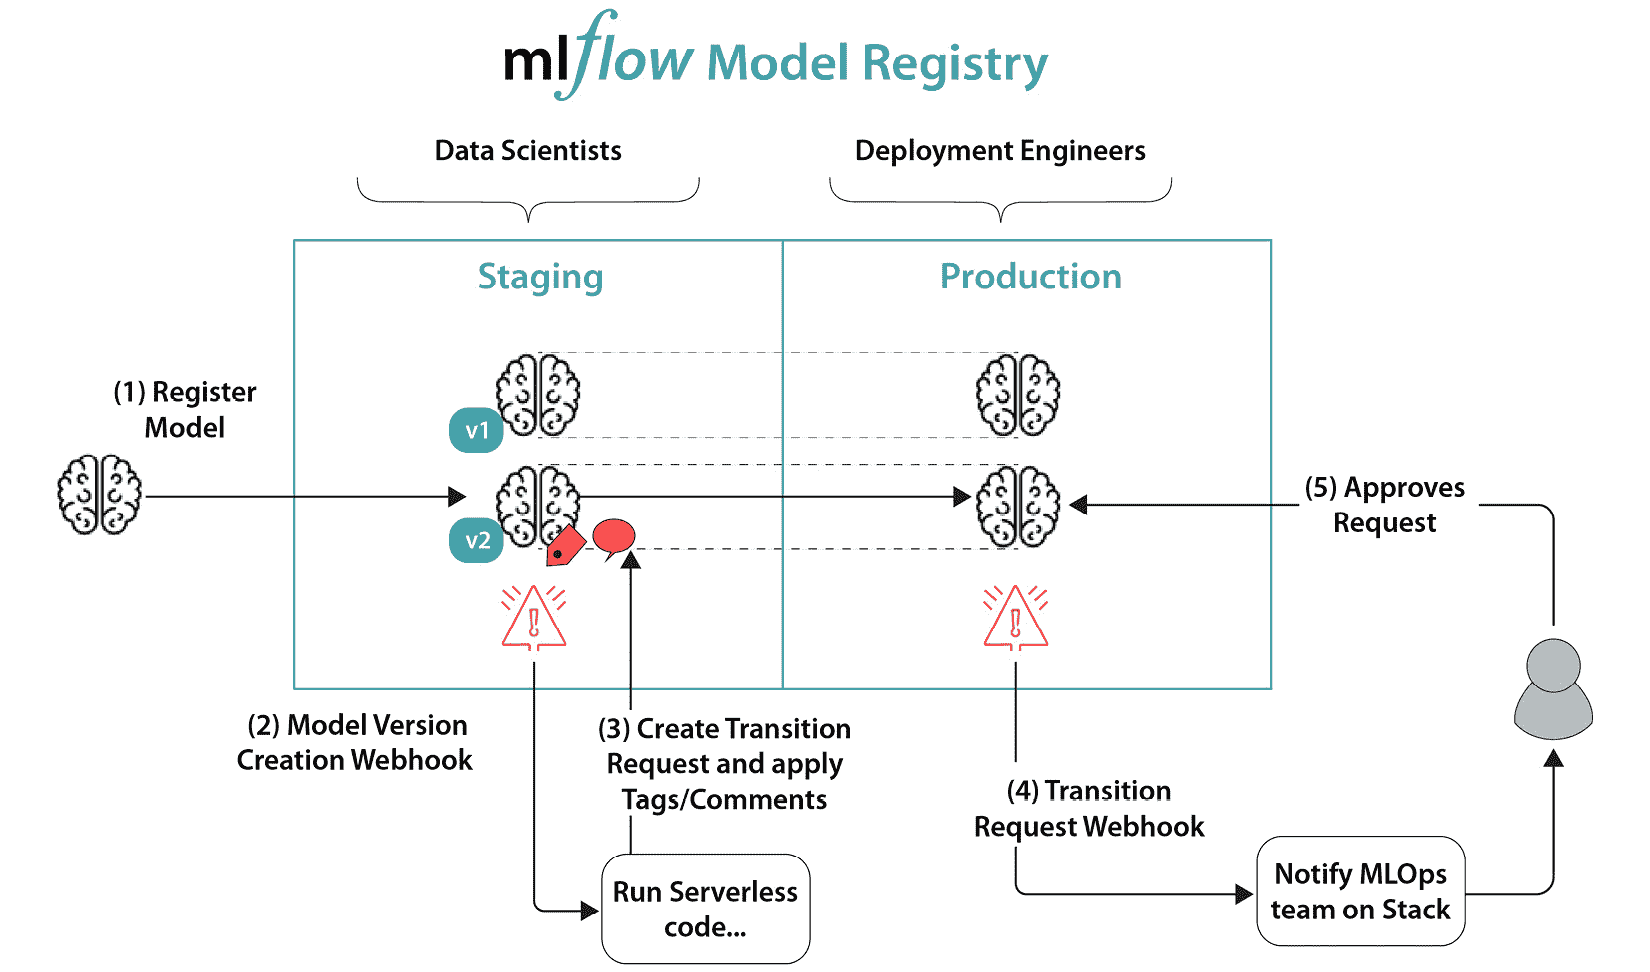 mlflow Model Registry
Data Scientists
Deployment Engineers
Staging
Production
(1) Register
Model
v1
v2
(5) Approves
Request
(2) Model Version
Creation Webhook
(3) Create Transition
Request and apply
Tags/Comments
(4) Transition
Request Webhook
Run Serverless
code...
Notify MLOps
team on Stack